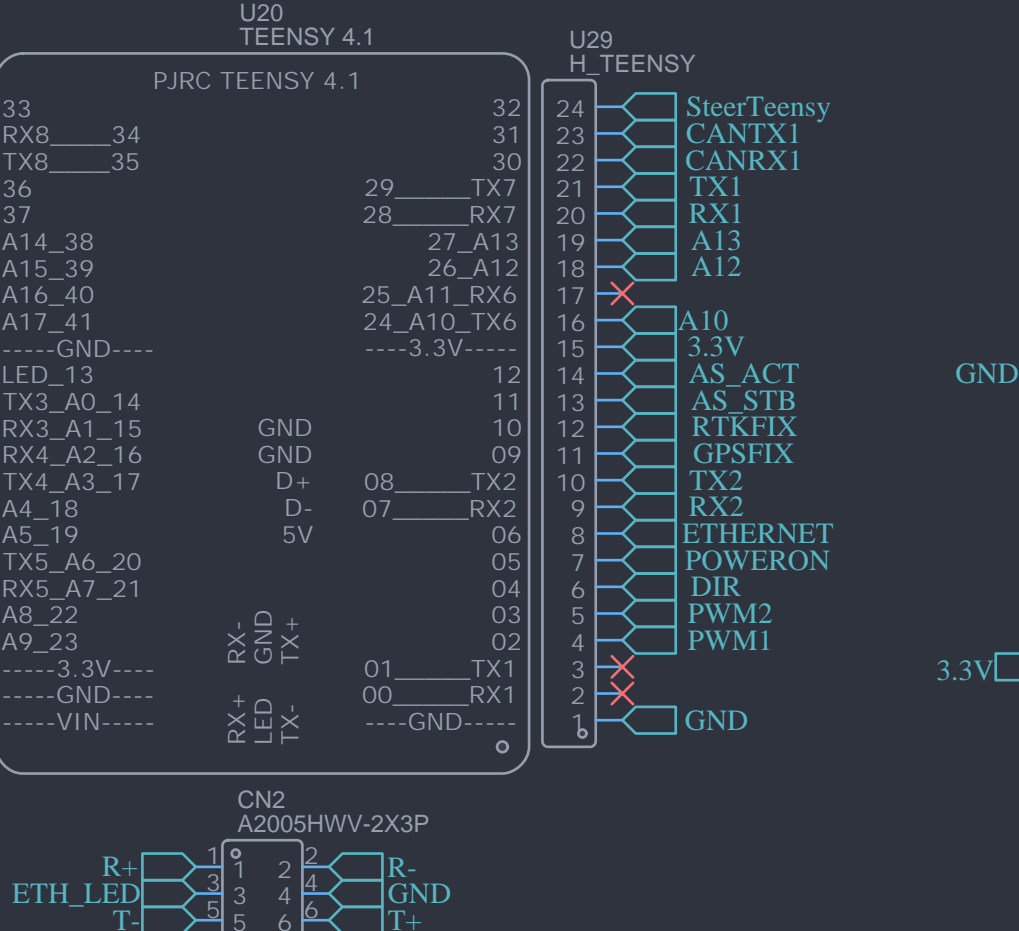 U20
TEENSY 4.1
PJRC TEENSY 4.1
33
RX8____34
TX8____35
36
37
A14_38
A15_39
A16_40
A17_41
-----GND----
LED_13
TX3_A0_14
RX3_A1_15
RX4_A2_16
TX4_A3_17
A4_18
A5_19
TX5_A6_20
RX5_A7_21
A8_22
A9_23
-----3.3V----
-----GND----
-----VIN-----
GND
GND
D+
D-
5V
RX-
GND
TX+
RX+
LED
TX-
32
31
30
29_____TX7
28_____RX7
27_A13
26_A12
25_A11_RX6
24_A10_TX6
----3.3V-----
12
11
10
09
08_____TX2
07_____RX2
06
05
04
03
02
01_____TX1
00_____RX1
----GND-----
U29
H_TEENSY
24 SteerTeensy
23 CANTX1
22 CANRX1
21 TX1
20 RX1
19 A13
18 A12
17
16 A10
15 3.3V
14 AS_ACT
13 AS_STB
12 RTKFIX
11 GPSFIX
10 TX2
9 RX2
8 ETHERNET
7 POWERON
6 DIR
5 PWM2
4 PWM1
3
2
1 GND
GND
3.3V
CN2
A2005HWV-2X3P
R+ 1 1 2 2 R-
ETH_LED 3 3 4 4 GND
T- 5 5 6 6 T+